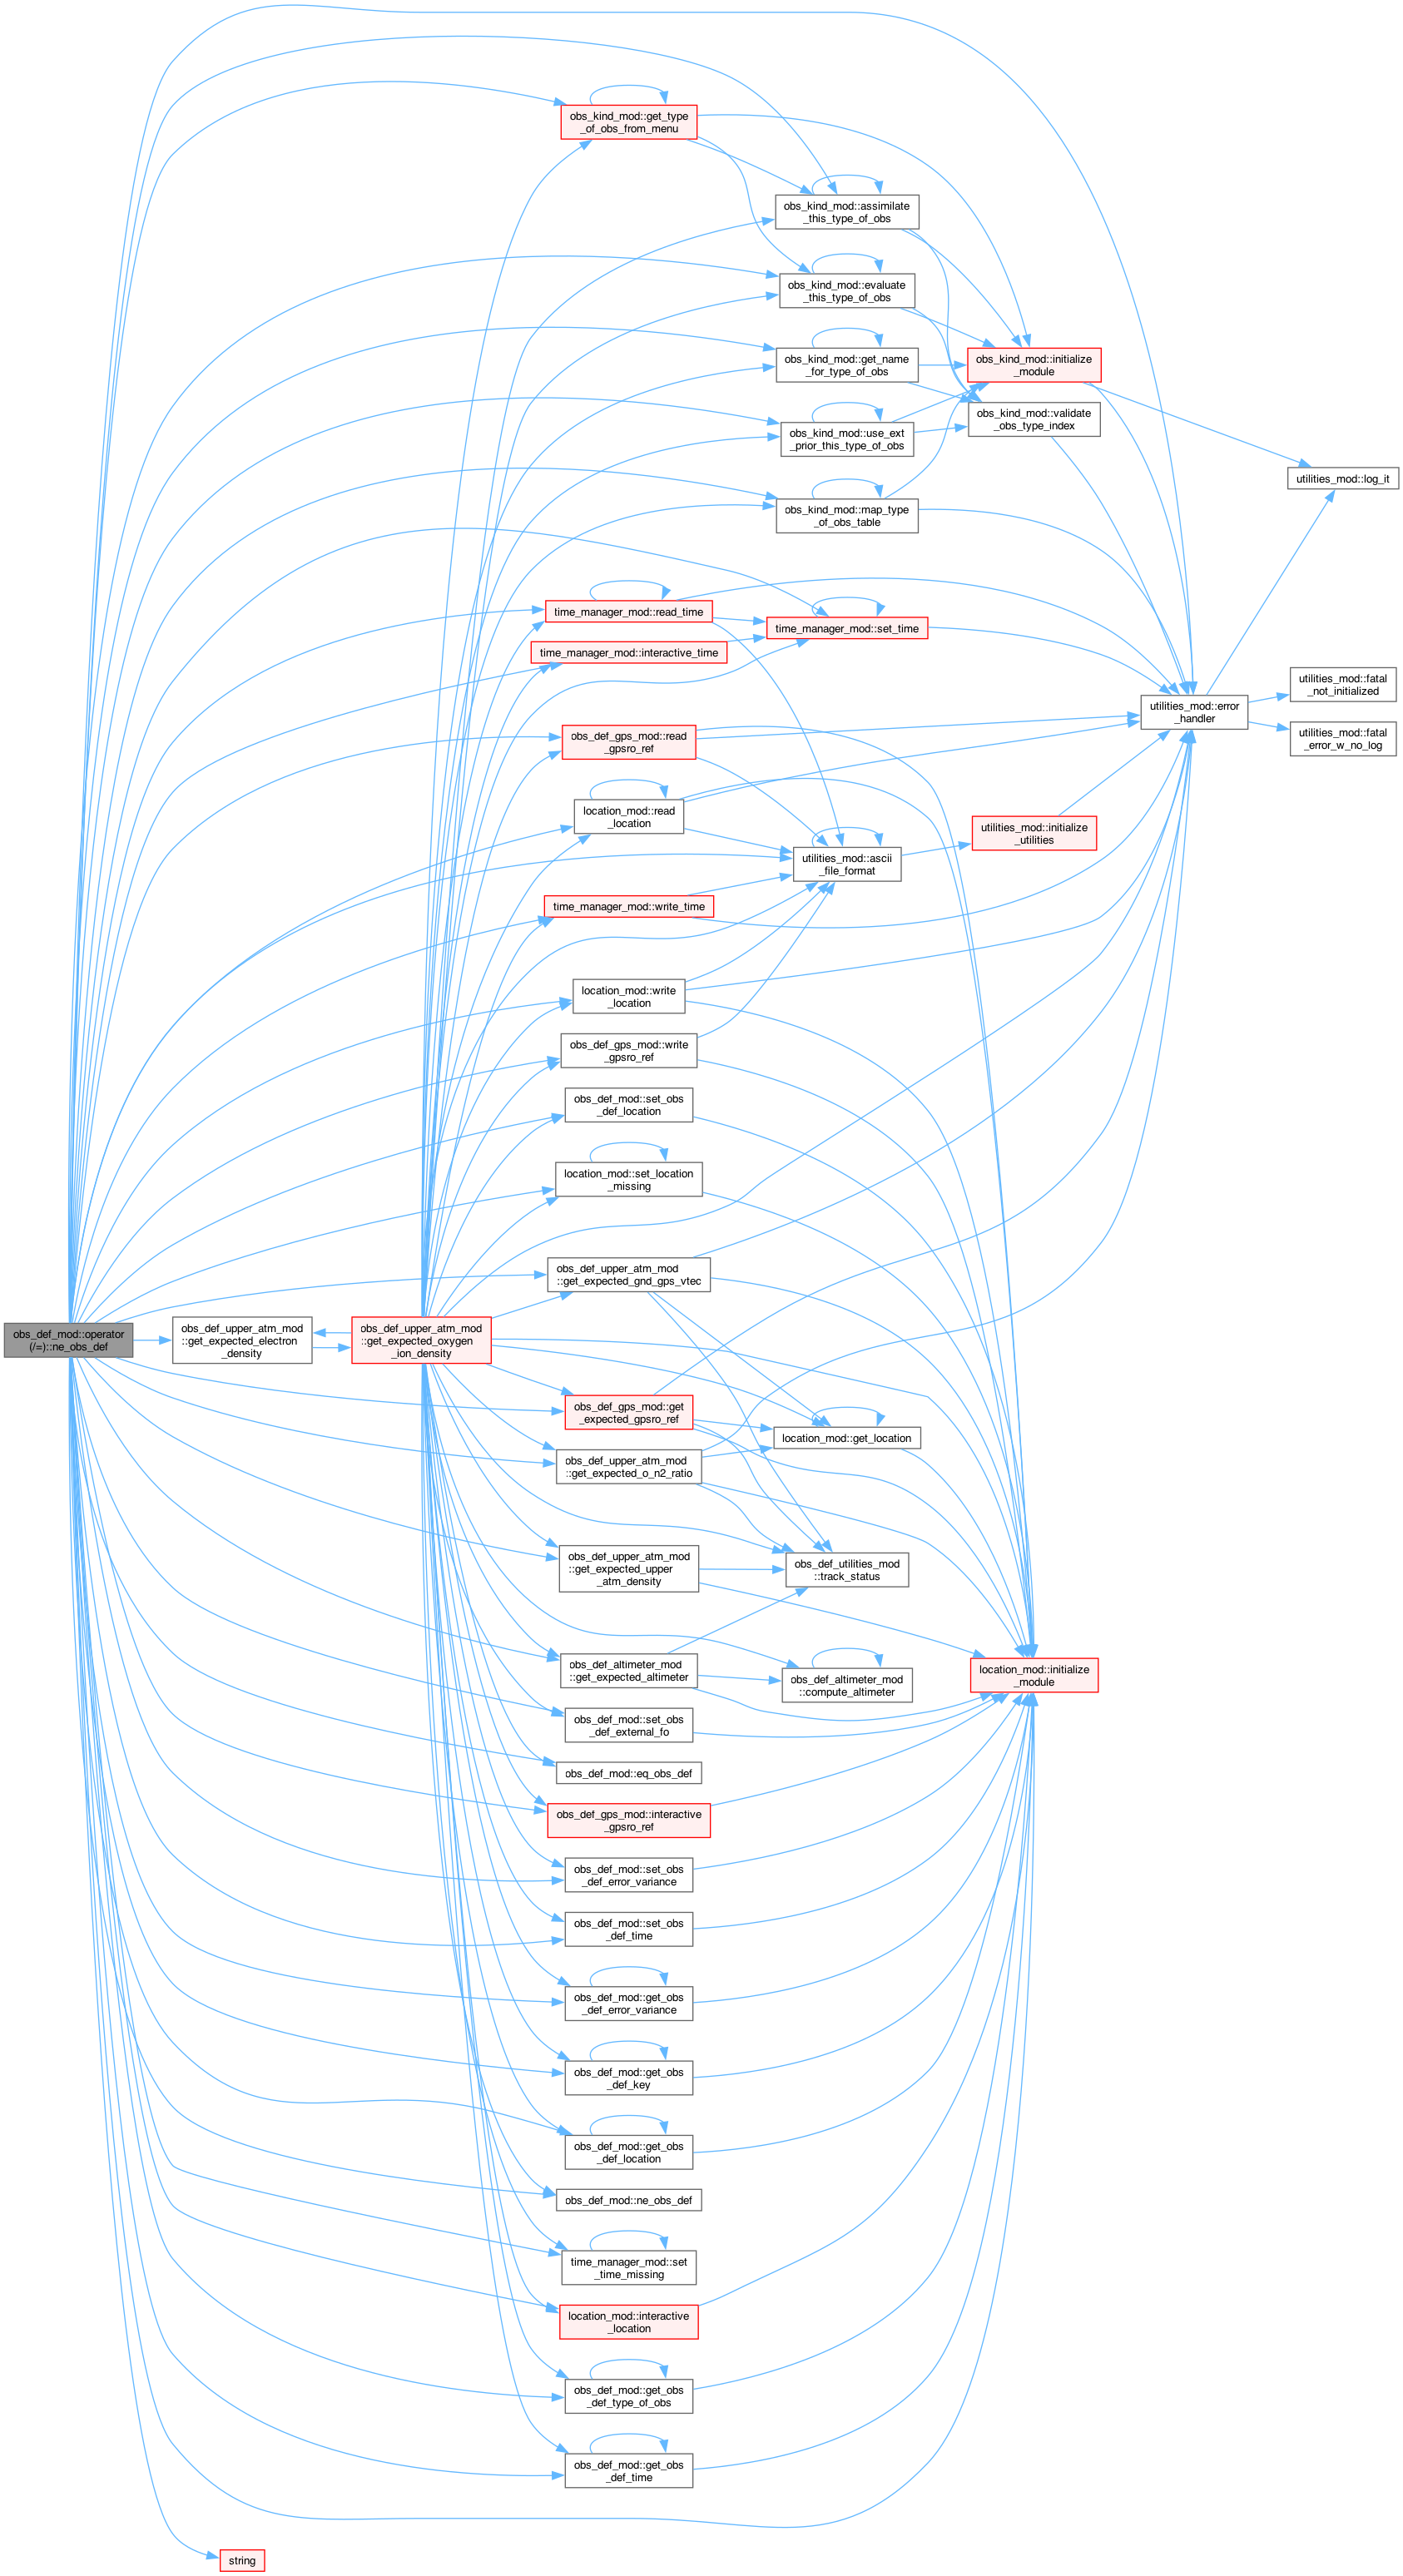 obs_kind_mod::get_type
_of_obs_from_menu
obs_kind_mod::assimilate
_this_type_of_obs
obs_kind_mod::evaluate
_this_type_of_obs
obs_kind_mod::get_name
_for_type_of_obs
obs_kind_mod::initialize
_module
obs_kind_mod::validate
_obs_type_index
obs_kind_mod::use_ext
_prior_this_type_of_obs
utilities_mod::log_it
obs_kind_mod::map_type
_of_obs_table
time_manager_mod::read_time
time_manager_mod::set_time
time_manager_mod::interactive_time
utilities_mod::fatal
_not_initialized
utilities_mod::error
_handler
utilities_mod::fatal
_error_w_no_log
obs_def_gps_mod::read
_gpsro_ref
location_mod::read
_location
utilities_mod::initialize
_utilities
utilities_mod::ascii
_file_format
time_manager_mod::write_time
location_mod::write
_location
obs_def_gps_mod::write
_gpsro_ref
obs_def_mod::set_obs
_def_location
location_mod::set_location
_missing
obs_def_upper_atm_mod
::get_expected_gnd_gps_vtec
obs_def_mod::operator
(/=)::ne_obs_def
obs_def_upper_atm_mod
::get_expected_electron
_density
obs_def_upper_atm_mod
::get_expected_oxygen
_ion_density
obs_def_gps_mod::get
_expected_gpsro_ref
location_mod::get_location
obs_def_upper_atm_mod
::get_expected_o_n2_ratio
obs_def_upper_atm_mod
::get_expected_upper
_atm_density
obs_def_utilities_mod
::track_status
obs_def_altimeter_mod
::get_expected_altimeter
obs_def_altimeter_mod
::compute_altimeter
location_mod::initialize
_module
obs_def_mod::set_obs
_def_external_fo
obs_def_mod::eq_obs_def
obs_def_gps_mod::interactive
_gpsro_ref
obs_def_mod::set_obs
_def_error_variance
obs_def_mod::set_obs
_def_time
obs_def_mod::get_obs
_def_error_variance
obs_def_mod::get_obs
_def_key
obs_def_mod::get_obs
_def_location
obs_def_mod::ne_obs_def
time_manager_mod::set
_time_missing
location_mod::interactive
_location
obs_def_mod::get_obs
_def_type_of_obs
obs_def_mod::get_obs
_def_time
string